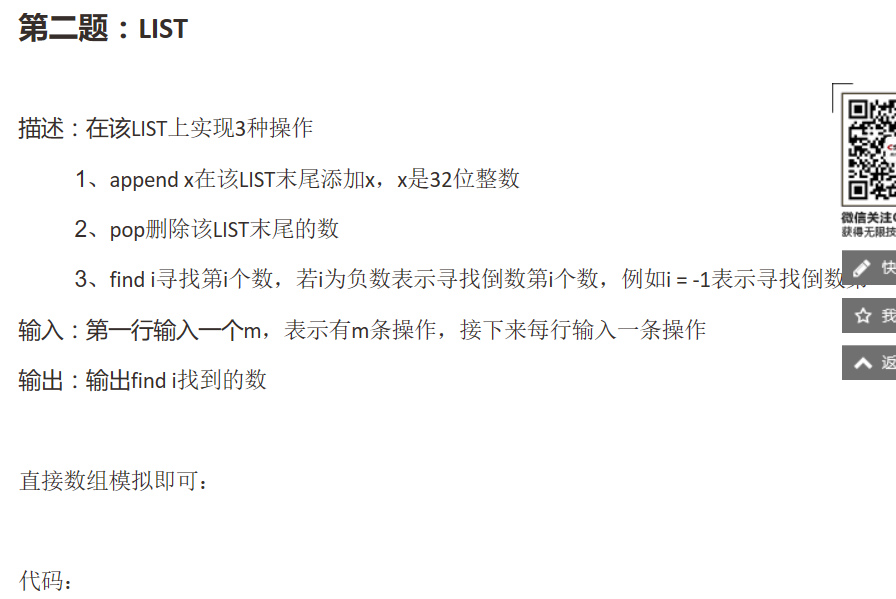 第二题：LIST
描述：在该LIST上实现3种操作
1、append x在该LIST末尾添加x，x是32位整数
2、pop删除该LIST末尾的数
3、find i寻找第i个数，若i为负数表示寻找倒数第i个数，例如i = -1表示寻找倒数第
输入：第一行输入一个m，表示有m条操作，接下来每行输入一条操作
输出：输出find i找到的数
直接数组模拟即可：
代码：
微信关注
获得无限技
快
我
返